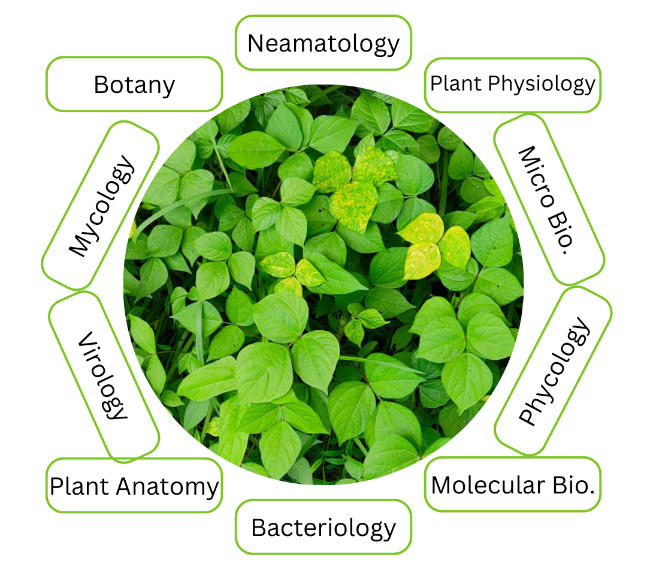 Neamatology
Botany
Plant Physiology
Mycology
Micro Bio.
Virology
Phycology
Plant Anatomy
Molecular Bio.
Bacteriology